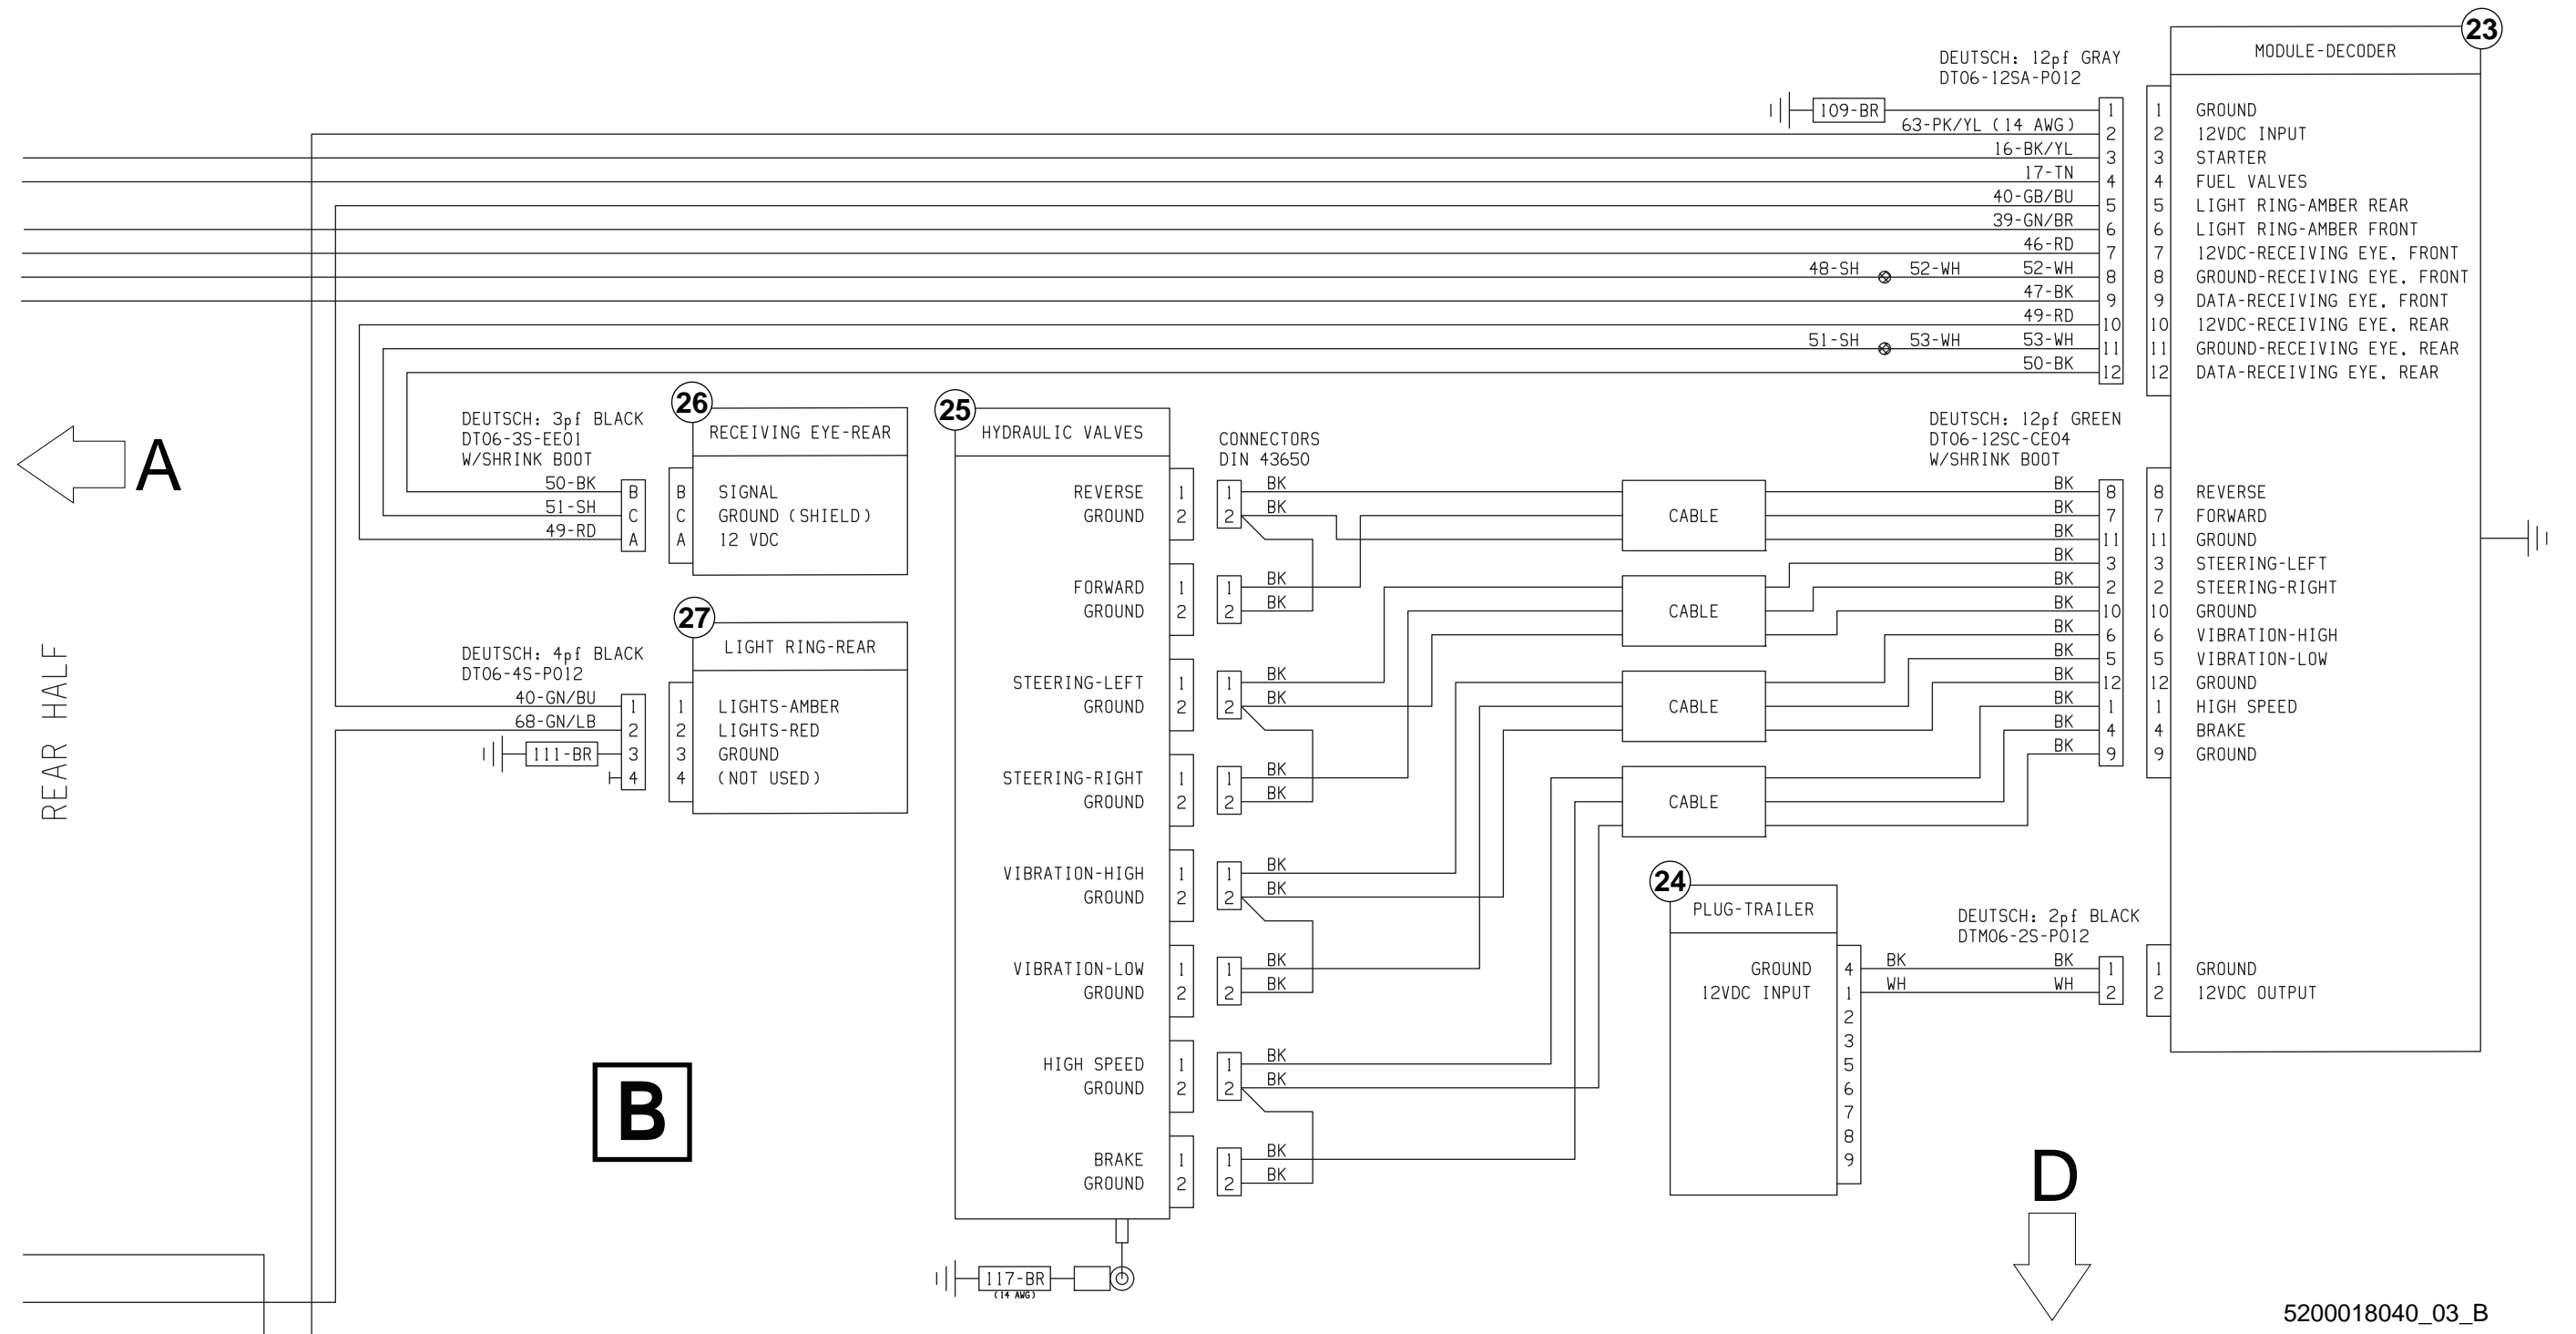 23
MODULE-DECODER
DEUTSCH: 12pf GRAY
DT06-12SA-P012
109-BR 1 1 GROUND
63-PK/YL (14 AWG) 2 2 12VDC INPUT
16-BK/YL 3 3 STARTER
17-TN 4 4 FUEL VALVES
40-GB/BU 5 5 LIGHT RING-AMBER REAR
39-GN/BR 6 6 LIGHT RING-AMBER FRONT
46-RD 7 7 12VDC-RECEIVING EYE, FRONT
48-SH 52-WH 52-WH 8 8 GROUND-RECEIVING EYE, FRONT
47-BK 9 9 DATA-RECEIVING EYE, FRONT
49-RD 10 10 12VDC-RECEIVING EYE, REAR
51-SH 53-WH 53-WH 11 11 GROUND-RECEIVING EYE, REAR
50-BK 12 12 DATA-RECEIVING EYE, REAR
A
REAR HALF
26
RECEIVING EYE-REAR
DEUTSCH: 3pf BLACK
DT06-3S-EE01
W/SHRINK BOOT
50-BK B B SIGNAL
51-SH C C GROUND (SHIELD)
49-RD A A 12 VDC
27
LIGHT RING-REAR
DEUTSCH: 4pf BLACK
DT06-4S-P012
40-GN/BU 1 1 LIGHTS-AMBER
68-GN/LB 2 2 LIGHTS-RED
111-BR 3 3 GROUND
4 4 (NOT USED)
25
HYDRAULIC VALVES
CONNECTORS
DIN 43650
REVERSE 1 1 BK
GROUND 2 2 BK
FORWARD 1 1 BK
GROUND 2 2 BK
STEERING-LEFT 1 1 BK
GROUND 2 2 BK
STEERING-RIGHT 1 1 BK
GROUND 2 2 BK
VIBRATION-HIGH 1 1 BK
GROUND 2 2 BK
VIBRATION-LOW 1 1 BK
GROUND 2 2 BK
HIGH SPEED 1 1 BK
GROUND 2 2 BK
BRAKE 1 1 BK
GROUND 2 2 BK
117-BR
(14 AWG)
CABLE
CABLE
CABLE
CABLE
DEUTSCH: 12pf GREEN
DT06-12SC-CE04
W/SHRINK BOOT
BK 8 8 REVERSE
BK 7 7 FORWARD
BK 11 11 GROUND
BK 3 3 STEERING-LEFT
BK 2 2 STEERING-RIGHT
BK 10 10 GROUND
BK 6 6 VIBRATION-HIGH
BK 5 5 VIBRATION-LOW
BK 12 12 GROUND
BK 1 1 HIGH SPEED
BK 4 4 BRAKE
BK 9 9 GROUND
24
PLUG-TRAILER
DEUTSCH: 2pf BLACK
DTM06-2S-P012
GROUND 4 BK BK 1 1 GROUND
12VDC INPUT 1 WH WH 2 2 12VDC OUTPUT
2
3
5
6
7
8
9
B
D
5200018040_03_B